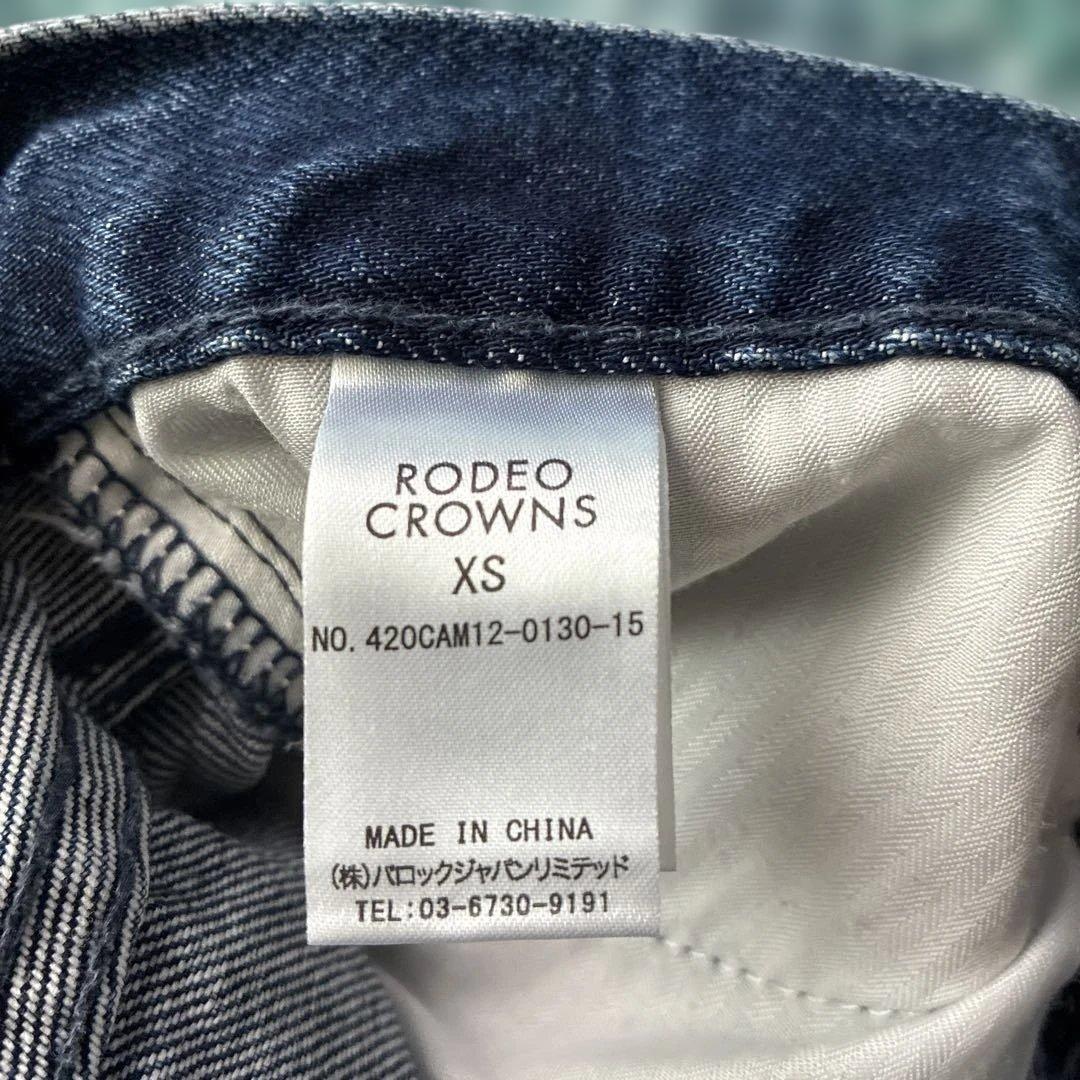 RODEO
CROWNS
XS
NO. 420CAM12-0130-15
MADE IN CHINA
(株)バロックジャパンリミテッド
TEL:03-6730-9191